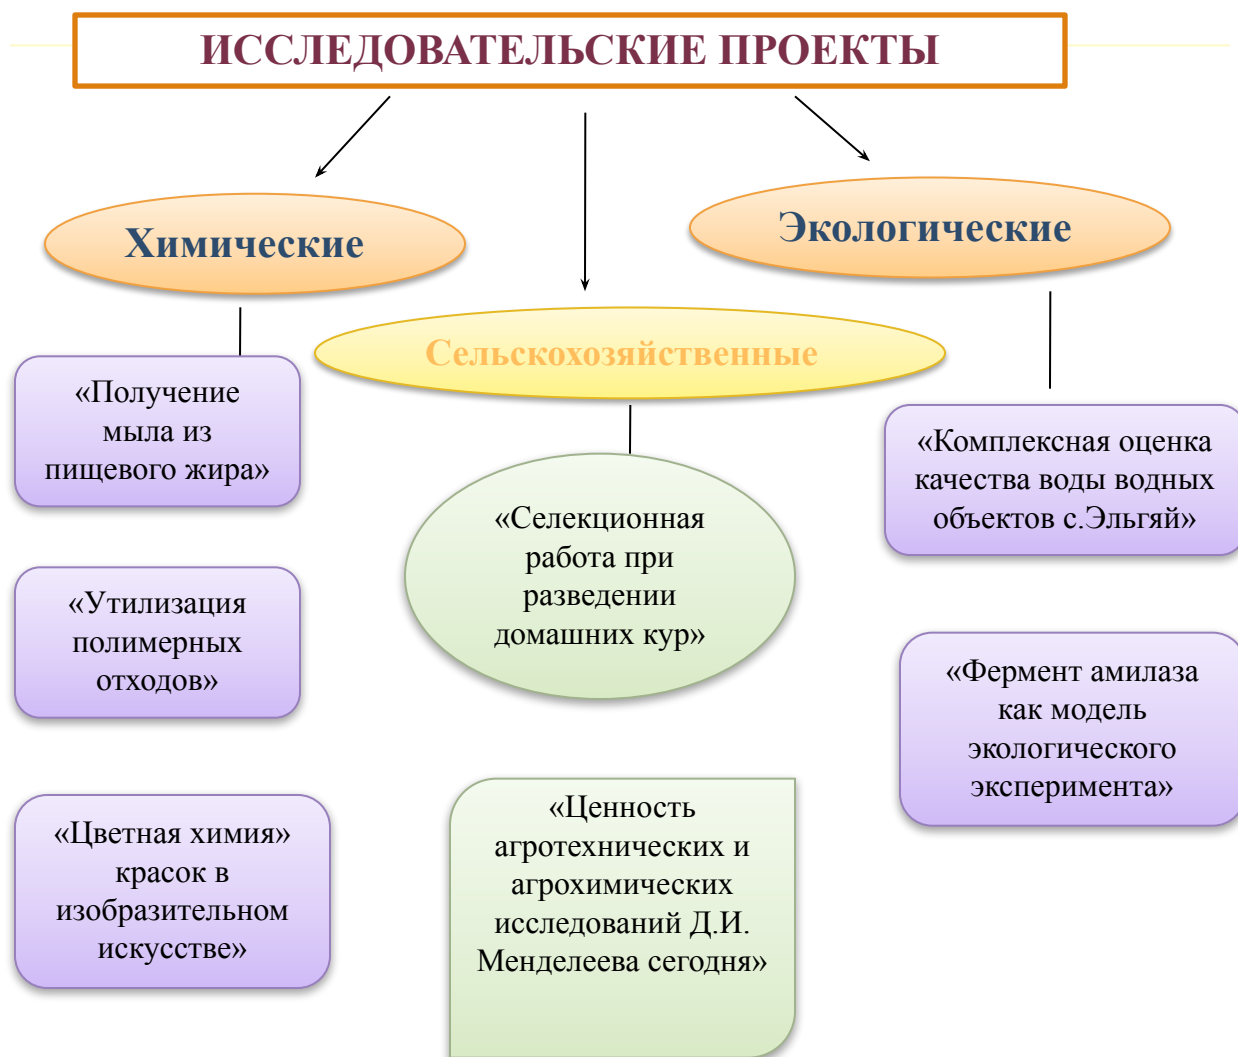 ИССЛЕДОВАТЕЛЬСКИЕ ПРОЕКТЫ
Химические
Экологические
Сельскохозяйственные
«Получение
мыла из
пищевого жира»
«Утилизация
полимерных
отходов»
«Цветная химия»
красок в
изобразительном
искусстве»
«Селекционная
работа при
разведении
домашних кур»
«Ценность
агротехнических и
агрохимических
исследований Д.И.
Менделеева сегодня»
«Комплексная оценка
качества воды водных
объектов с.Эльгяй»
«Фермент амилаза
как модель
экологического
эксперимента»